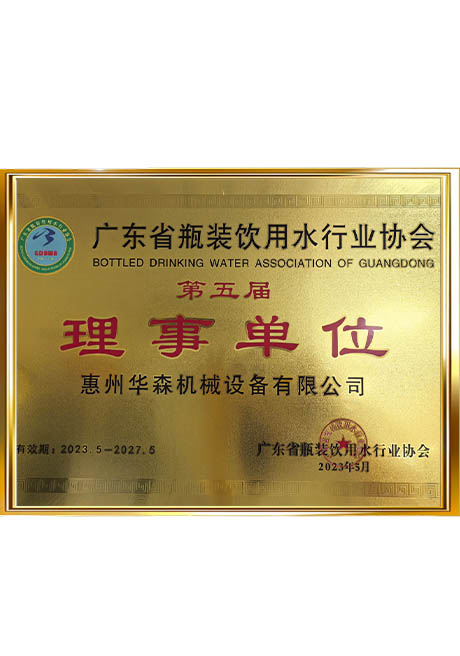 广东省瓶装饮用水行业协会
BOTTLED DRINKING WATER ASSOCIATION OF GUANGDONG
第五届
理事单位
惠州华森机械设备有限公司
有效期：2023.5-2027.5
广东省瓶装饮用水行业协会
2023年5月